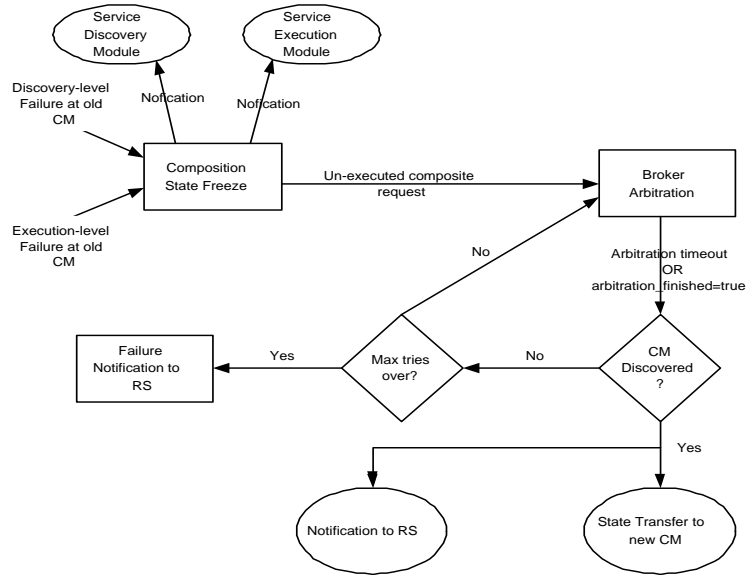 Service
Discovery
Module
Service
Execution
Module
Discovery-level
Failure at old
CM
Nofication
Nofication
Composition
State Freeze
Un-executed composite
request
Broker
Arbitration
Execution-level
Failure at old
CM
No
Arbitration timeout
OR
arbitration_finished=true
Failure
Notification to
RS
Yes
Max tries
over?
No
CM
Discovered
?
Yes
Notification to RS
State Transfer to
new CM